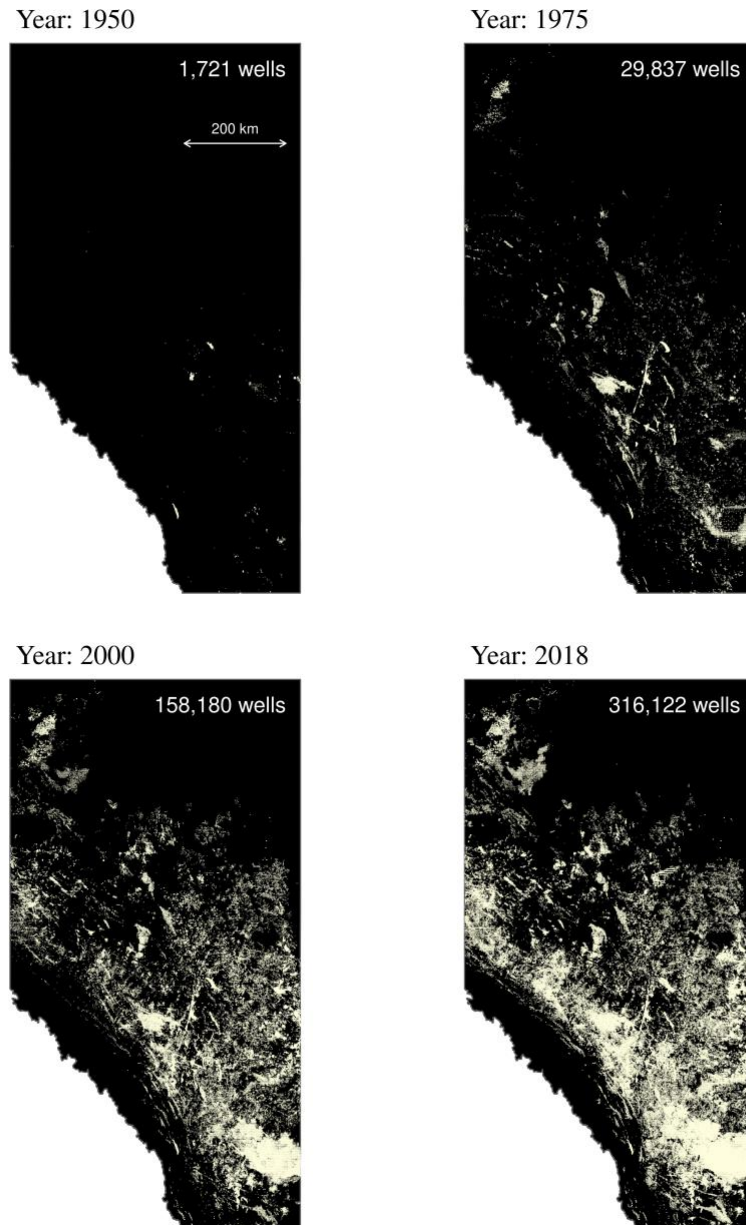 Year: 1950
1,721 wells
200 km
Year: 1975
29,837 wells
Year: 2000
158,180 wells
Year: 2018
316,122 wells